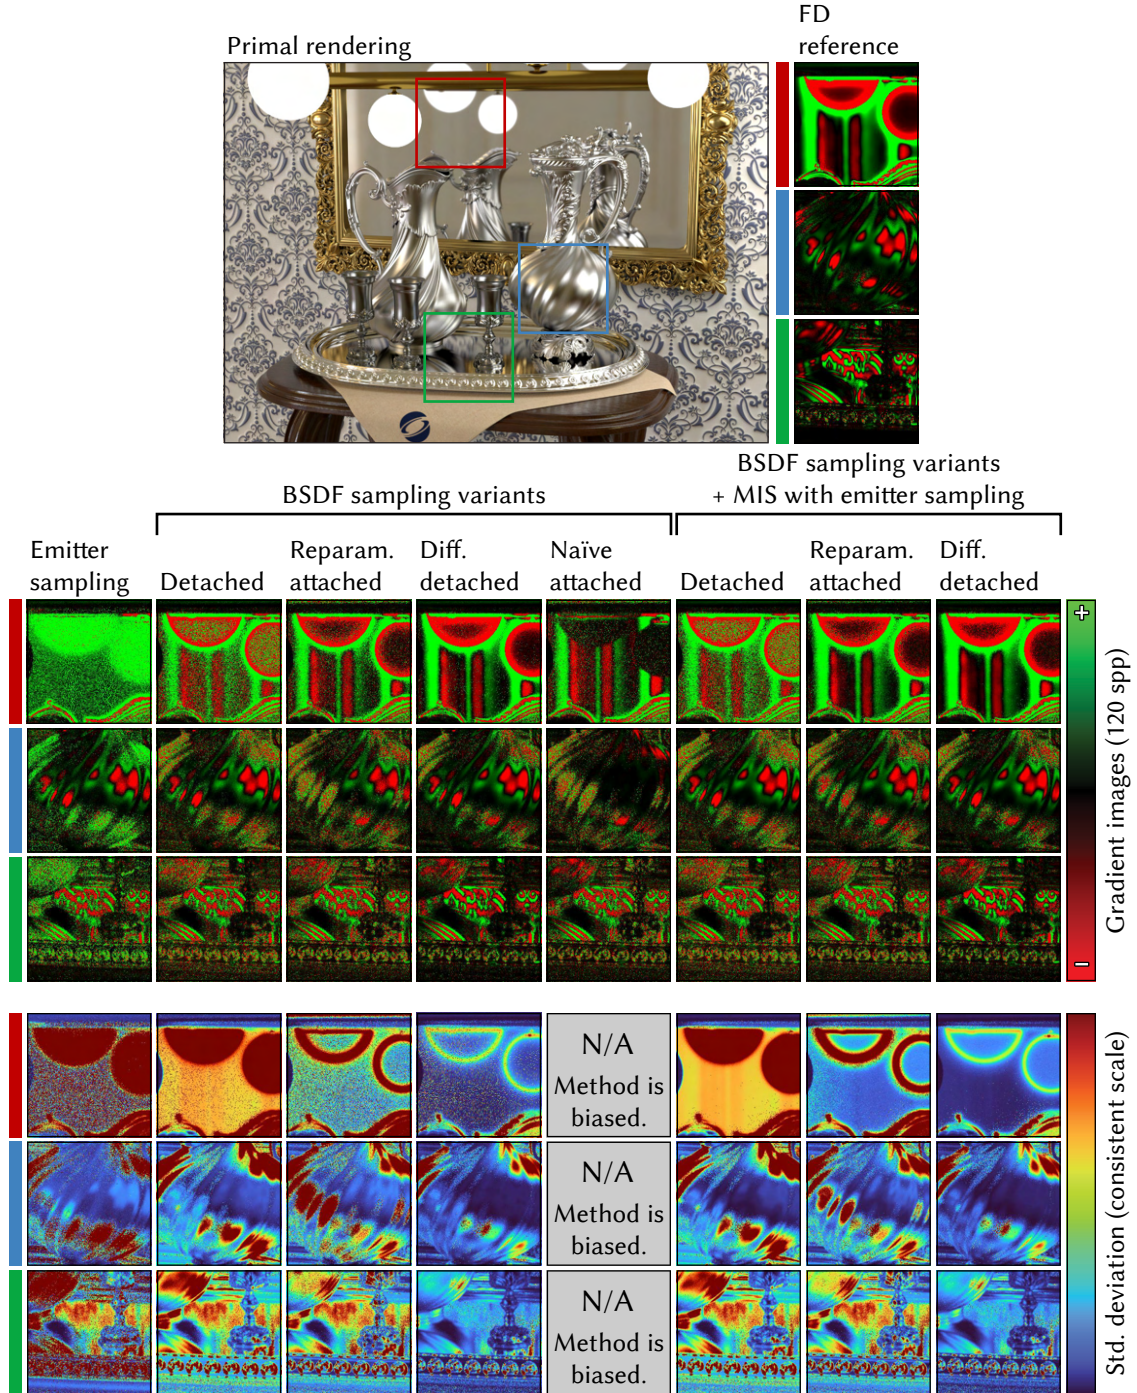 FD
reference
Primal rendering
BSDF sampling variants
BSDF sampling variants
+ MIS with emitter sampling
Emitter
sampling
Detached
Reparam.
attached
Diff.
detached
Naïve
attached
Detached
Reparam.
attached
Diff.
detached
+
Gradient images (120 spp)
−
N/A
Method is
biased.
N/A
Method is
biased.
N/A
Method is
biased.
Std. deviation (consistent scale)